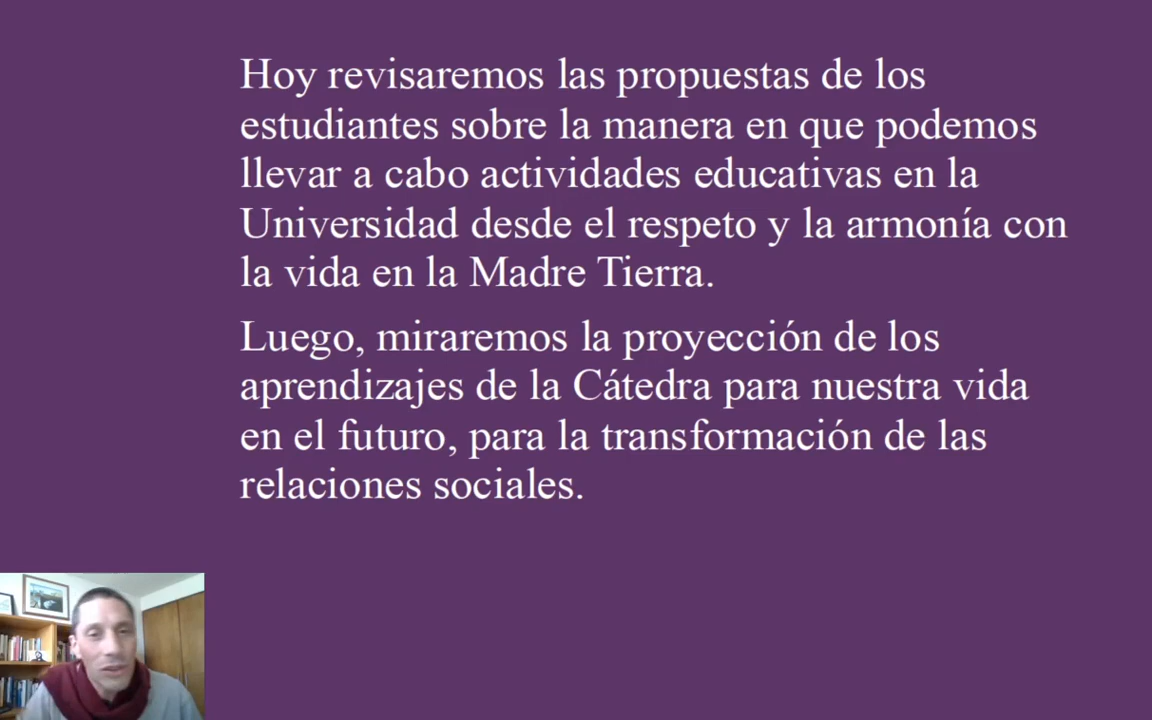 Hoy revisaremos las propuestas de los
estudiantes sobre la manera en que podemos
llevar a cabo actividades educativas en la
Universidad desde el respeto y la armonía con
la vida en la Madre Tierra.
Luego, miraremos la proyección de los
aprendizajes de la Cátedra para nuestra vida
en el futuro, para la transformación de las
relaciones sociales.